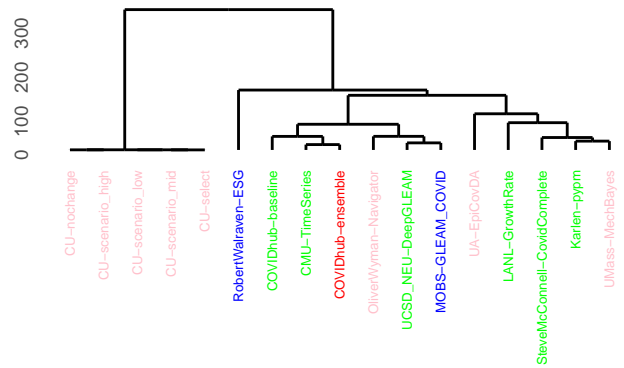 300
200
100
0
CU−nochange
CU−scenario_high
CU−scenario_low
CU−scenario_mid
CU−select
RobertWalraven−ESG
COVIDhub−baseline
CMU−TimeSeries
COVIDhub−ensemble
OliverWyman−Navigator
UCSD_NEU−DeepGLEAM
MOBS−GLEAM_COVID
UA−EpiCovDA
LANL−GrowthRate
SteveMcConnell−CovidComplete
Karlen−pypm
UMass−MechBayes